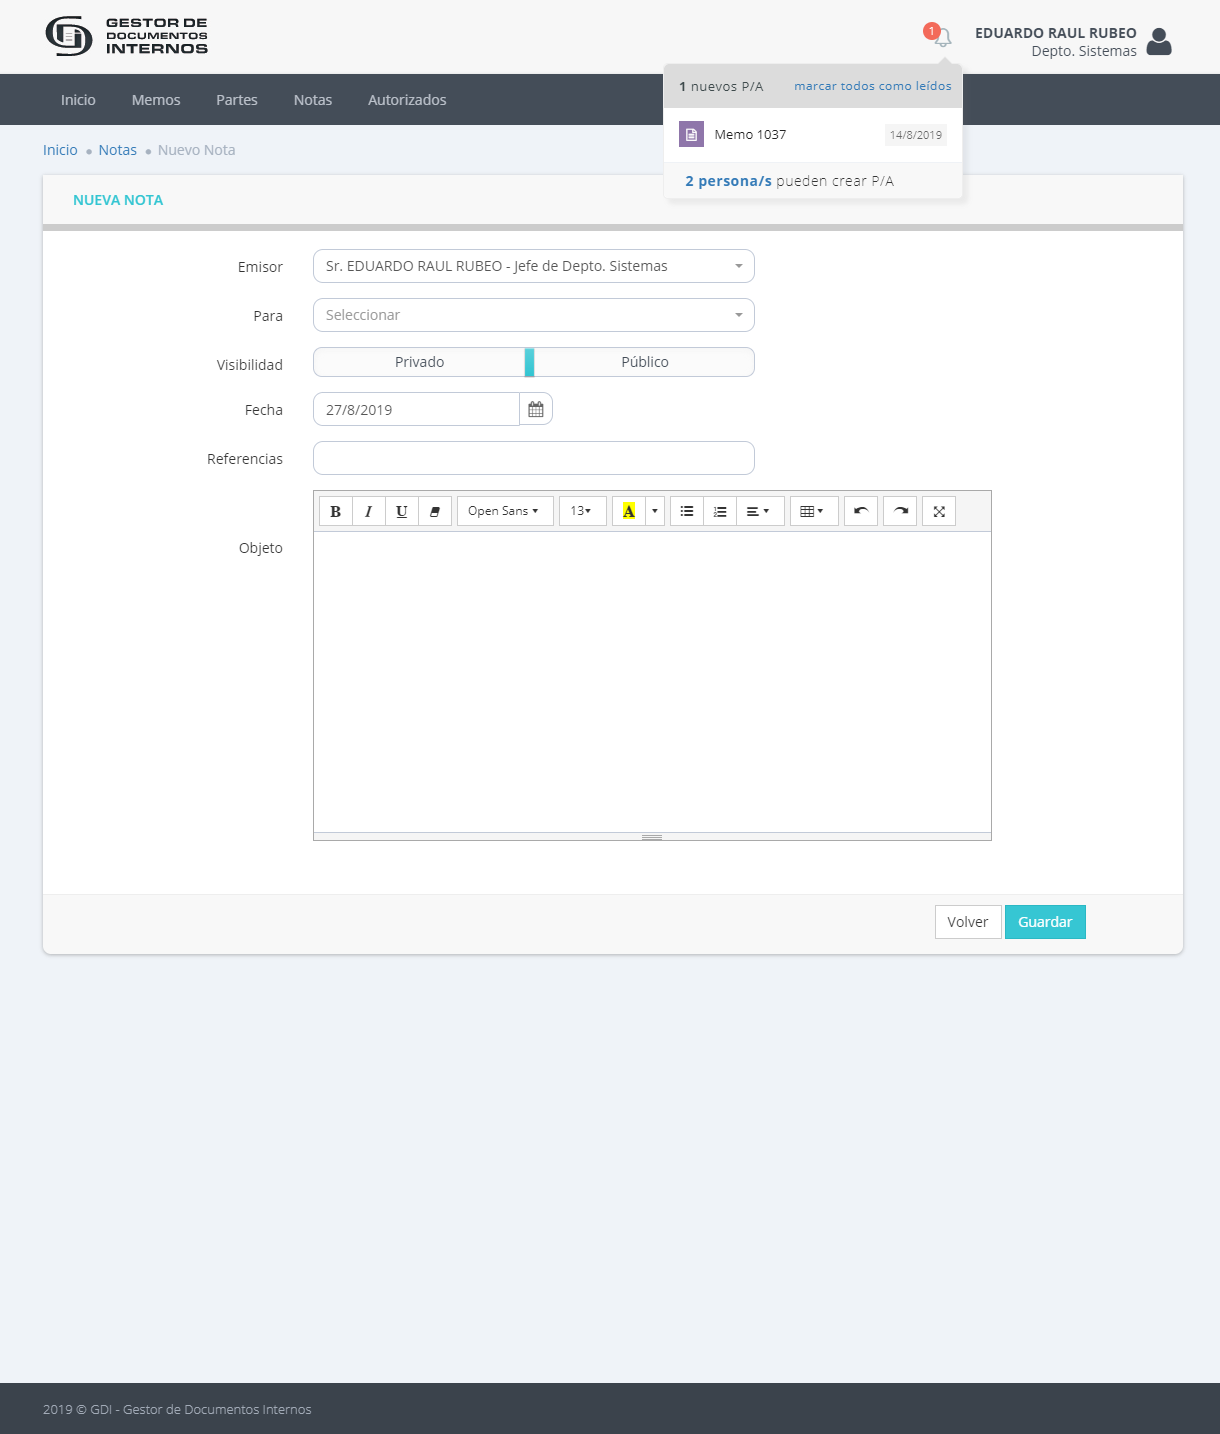 GESTOR DE
DOCUMENTOS
INTERNOS
1
EDUARDO RAUL RUBEO
Depto. Sistemas
Inicio Memos Partes Notas Autorizados
1 nuevos P/A marcar todos como leídos
Memo 1037 14/8/2019
2 persona/s pueden crear P/A
Inicio Notas Nuevo Nota
NUEVA NOTA
Emisor Sr. EDUARDO RAUL RUBEO - Jefe de Depto. Sistemas
Para Seleccionar
Visibilidad Privado Público
Fecha 27/8/2019
Referencias
B I U Open Sans 13 A
Objeto
Volver Guardar
2019 © GDI - Gestor de Documentos Internos